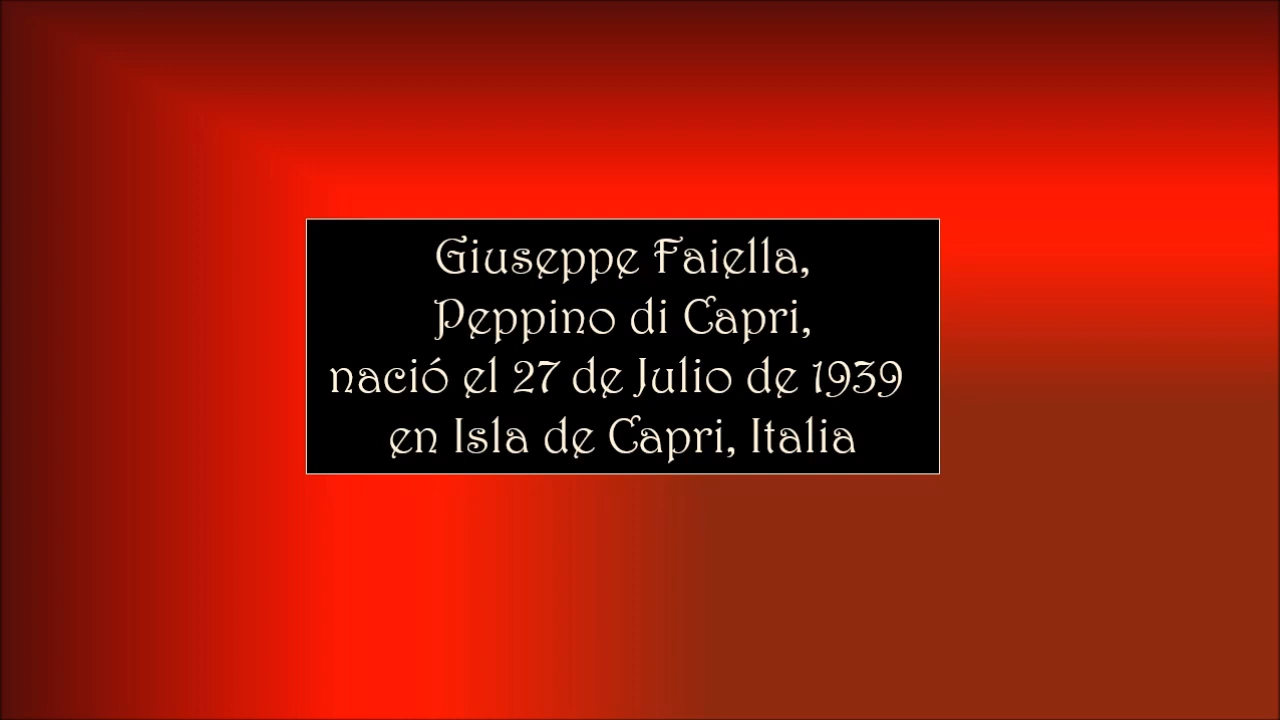 Giuseppe Faiella,
Peppino di Capri,
nació el 27 de Julio de 1939
en Isla de Capri, Italia